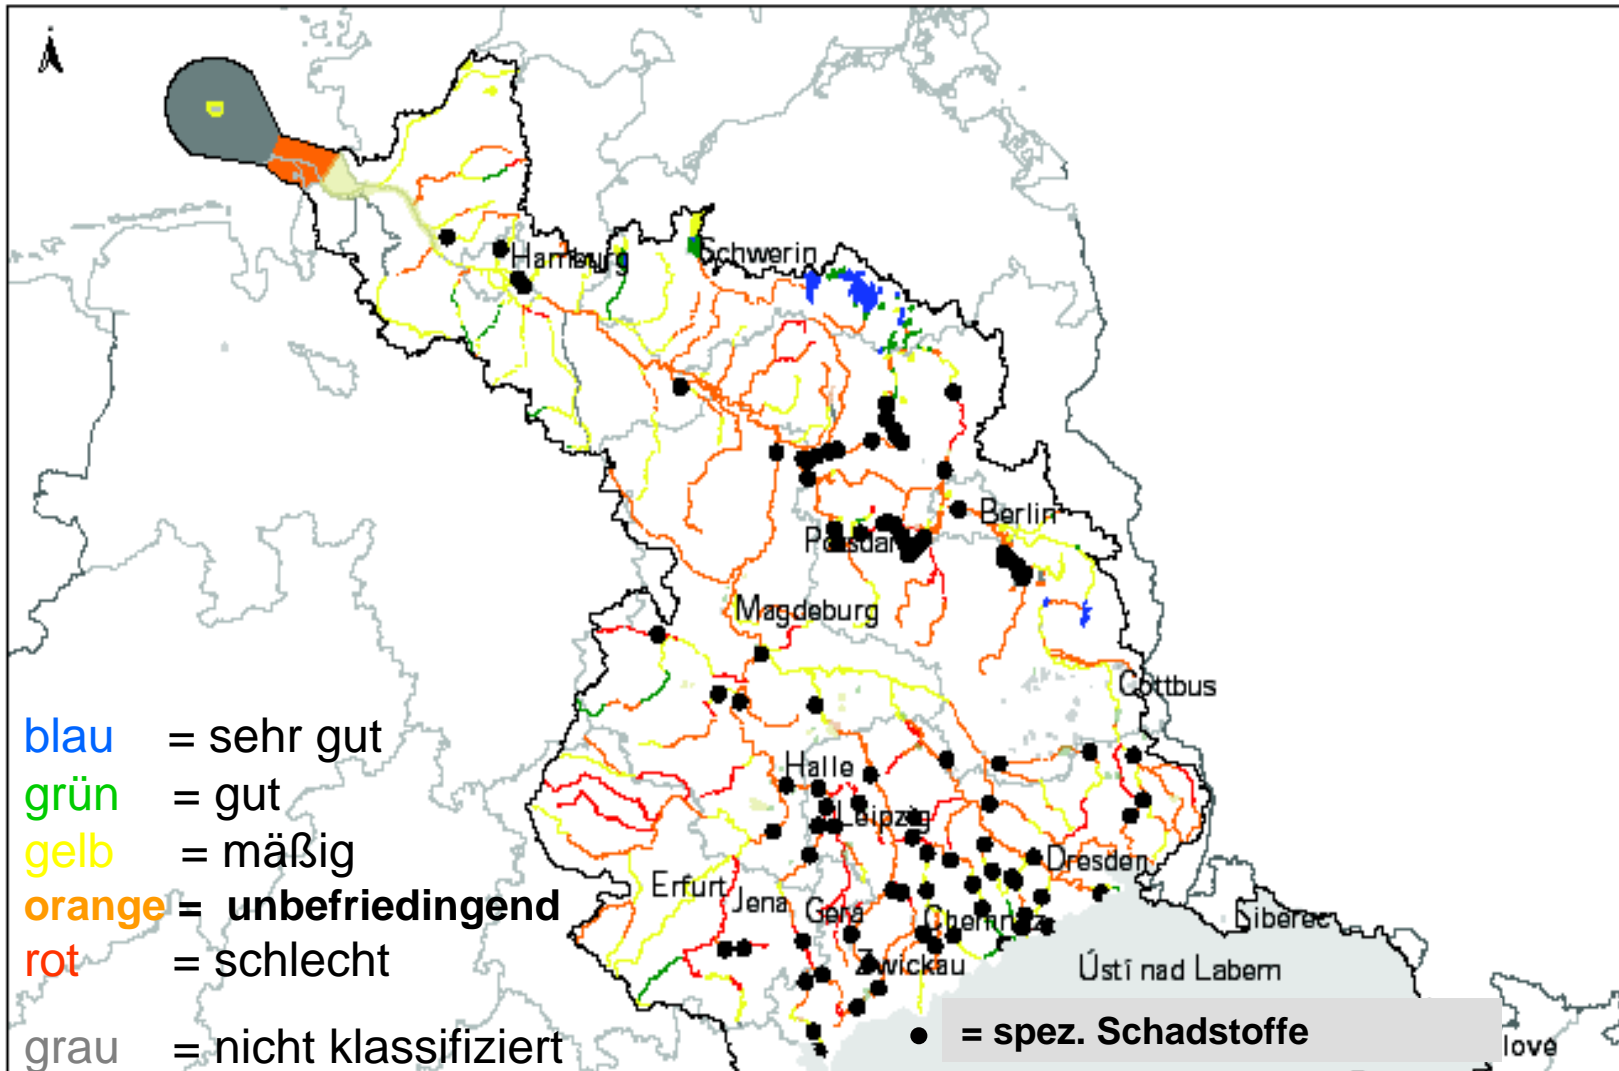 Hamburg
Schwerin
Berlin
Potsdam
Magdeburg
Cottbus
blau = sehr gut
grün = gut
gelb = mäßig
orange = unbefriedingend
rot = schlecht
grau = nicht klassifiziert
Halle
Leipzig
Dresden
Erfurt
Jena
Gera
Chemnitz
Zwickau
Liberec
Ústí nad Labem
● = spez. Schadstoffe
lové